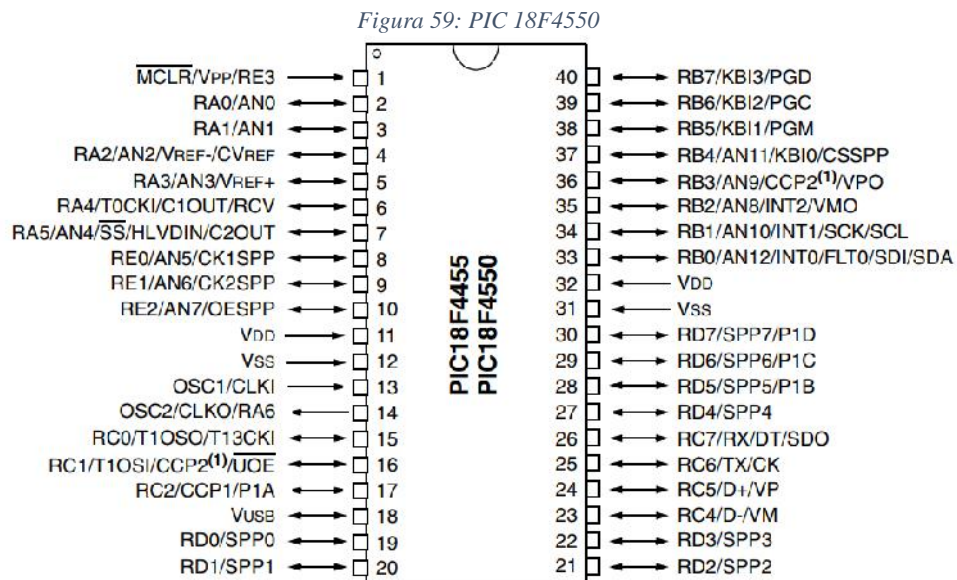 Figura 59: PIC 18F4550
MCLR/VPP/RE3 1
RA0/AN0 2
RA1/AN1 3
RA2/AN2/VREF-/CVREF 4
RA3/AN3/VREF+ 5
RA4/T0CKI/C1OUT/RCV 6
RA5/AN4/SS/HLVDIN/C2OUT 7
RE0/AN5/CK1SPP 8
RE1/AN6/CK2SPP 9
RE2/AN7/OESPP 10
VDD 11
VSS 12
OSC1/CLKI 13
OSC2/CLKO/RA6 14
RC0/T1OSO/T13CKI 15
RC1/T1OSI/CCP2(1)/UOE 16
RC2/CCP1/P1A 17
VUSB 18
RD0/SPP0 19
RD1/SPP1 20
PIC18F4455
PIC18F4550
40 RB7/KBI3/PGD
39 RB6/KBI2/PGC
38 RB5/KBI1/PGM
37 RB4/AN11/KBI0/CSSPP
36 RB3/AN9/CCP2(1)/VPO
35 RB2/AN8/INT2/VMO
34 RB1/AN10/INT1/SCK/SCL
33 RB0/AN12/INT0/FLT0/SDI/SDA
32 VDD
31 VSS
30 RD7/SPP7/P1D
29 RD6/SPP6/P1C
28 RD5/SPP5/P1B
27 RD4/SPP4
26 RC7/RX/DT/SDO
25 RC6/TX/CK
24 RC5/D+/VP
23 RC4/D-/VM
22 RD3/SPP3
21 RD2/SPP2